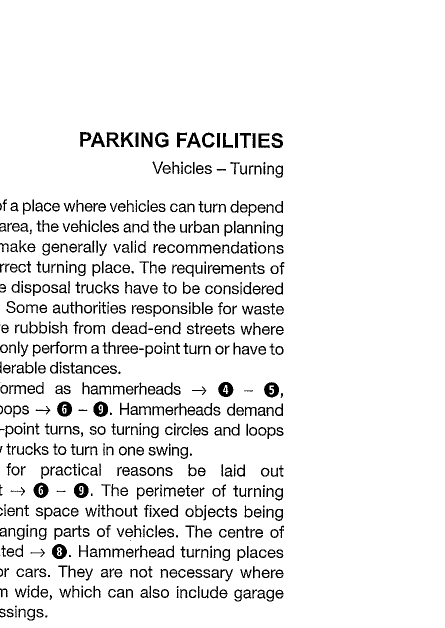 PARKING FACILITIES
Vehicles – Turning
of a place where vehicles can turn depend
area, the vehicles and the urban planning
make generally valid recommendations
rrect turning place. The requirements of
e disposal trucks have to be considered
Some authorities responsible for waste
e rubbish from dead-end streets where
only perform a three-point turn or have to
derable distances.
ormed as hammerheads → ❹ – ❺,
oops → ❻ – ❾. Hammerheads demand
-point turns, so turning circles and loops
trucks to turn in one swing.
for practical reasons be laid out
t → ❻ – ❾. The perimeter of turning
cient space without fixed objects being
anging parts of vehicles. The centre of
ted → ❽. Hammerhead turning places
or cars. They are not necessary where
m wide, which can also include garage
ssings.